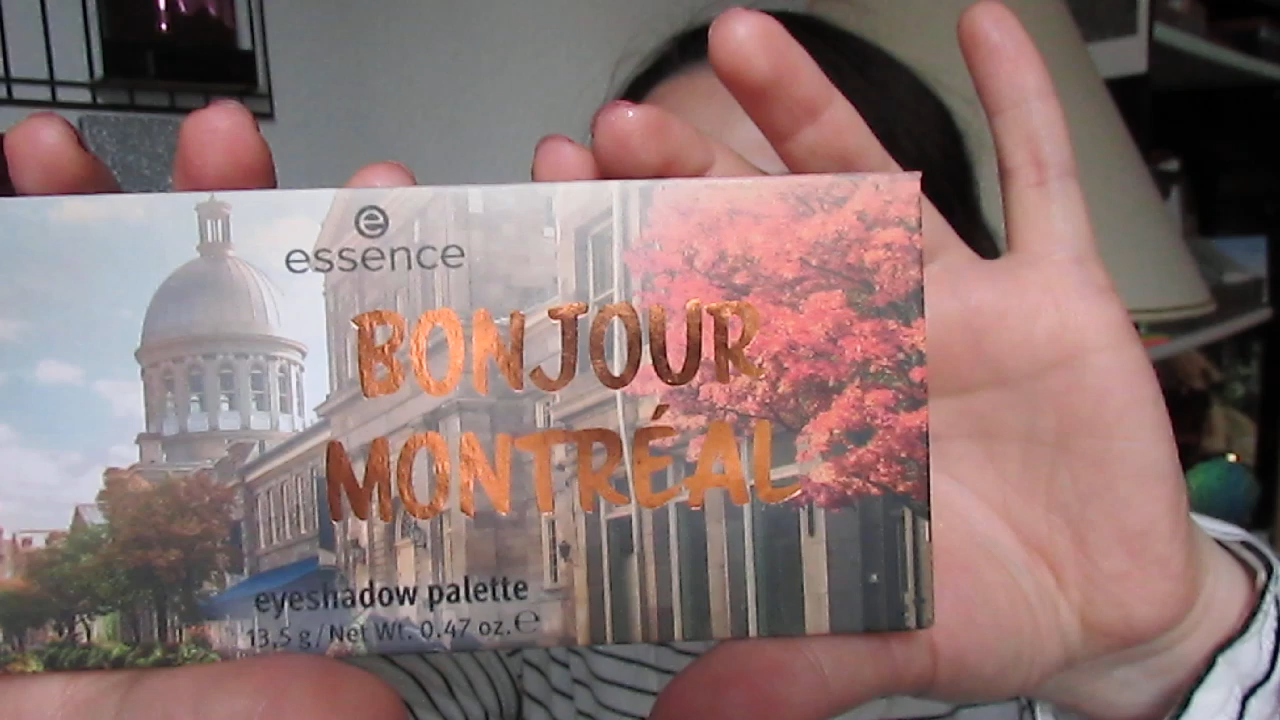 e
essence
BONJOUR
MONTRÉAL
eyeshadow palette
13,5 g/Net Wt. 0.47 oz.℮